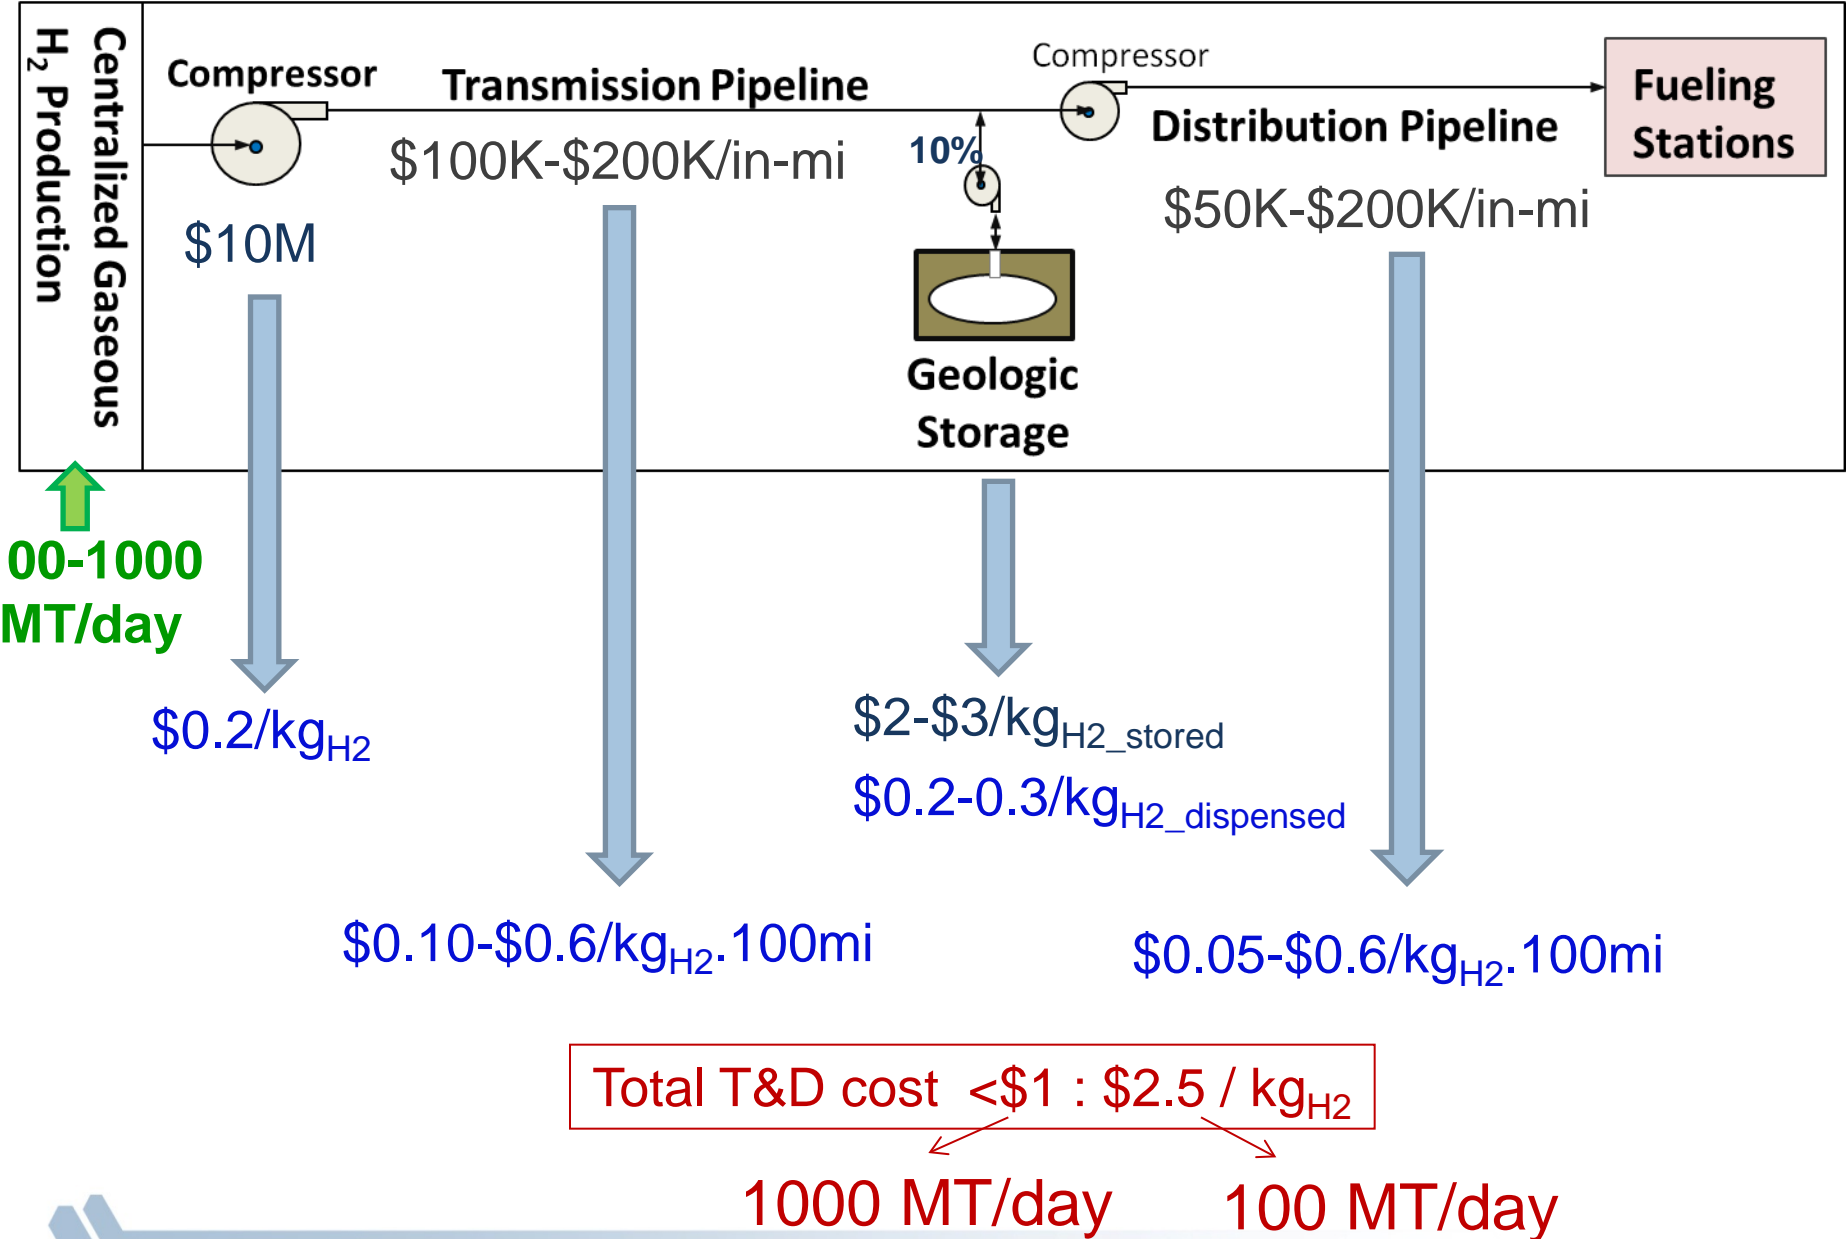 Centralized Gaseous
H₂ Production
Compressor
Transmission Pipeline
$100K-$200K/in-mi
$10M
10%
Compressor
Distribution Pipeline
$50K-$200K/in-mi
Fueling
Stations
Geologic
Storage
00-1000
MT/day
$0.2/kgH2
$2-$3/kgH2_stored
$0.2-0.3/kgH2_dispensed
$0.10-$0.6/kgH2.100mi
$0.05-$0.6/kgH2.100mi
Total T&D cost <$1 : $2.5 / kgH2
1000 MT/day
100 MT/day